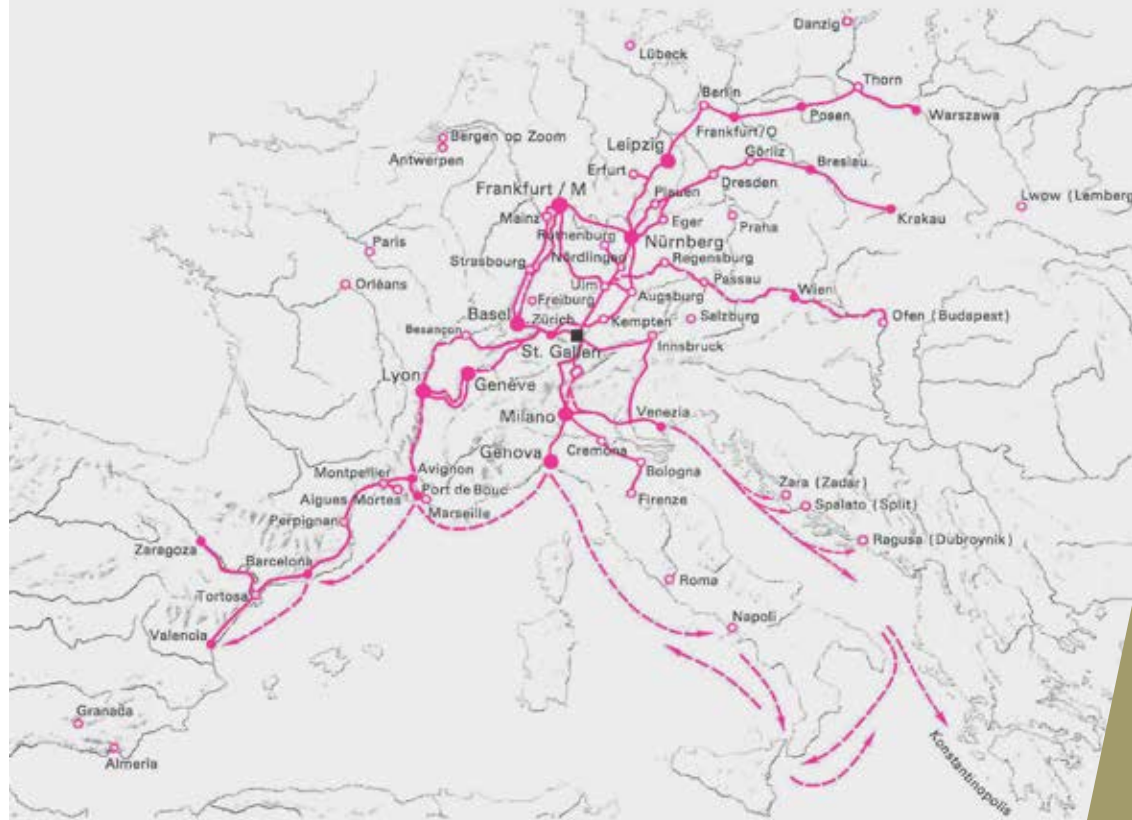 Danzig
Lübeck
Berlin
Thorn
Warszawa
Posen
Frankfurt/O
Bergen op Zoom
Antwerpen
Leipzig
Görliz
Breslau
Erfurt
Dresden
Plauen
Frankfurt / M
Mainz
Eger
Praha
Krakau
Lwow (Lemberg
Rothenburg
Nürnberg
Paris
Nördlingen
Regensburg
Strasbourg
Orléans
Ulm
Passau
Wien
Freiburg
Augsburg
Basel
Zürich
Kempten
Selzburg
Ofen (Budapest)
Besançon
St. Gallen
Innsbruck
Lyon
Genève
Milano
Venezia
Genova
Cremona
Montpellier
Avignon
Bologna
Aigues Mortes
Port de Bouc
Marseille
Firenze
Zara (Zadar)
Spalato (Split)
Perpignan
Ragusa (Dubroynik)
Zaragoza
Barcelona
Roma
Tortosa
Napoli
Valencia
Granada
Almeria
Konstantinopolis